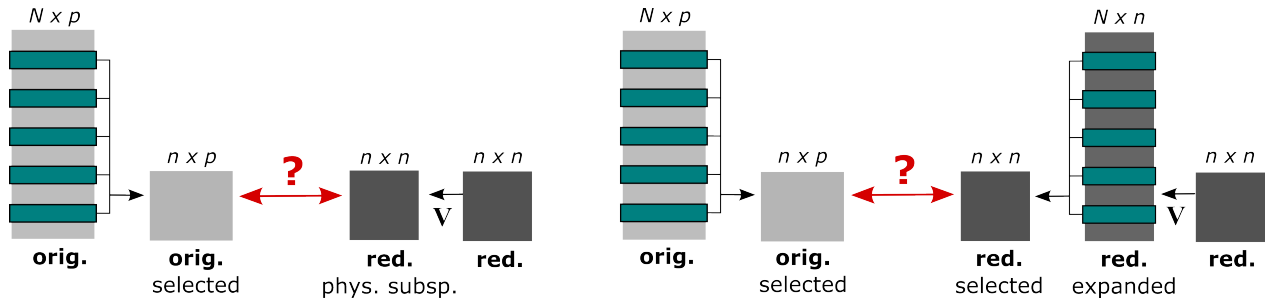 N x p
?
n x p
n x n
n x n
V
orig.
orig.
selected
red.
phys. subsp.
red.
N x p
N x n
?
n x p
n x n
n x n
V
orig.
orig.
selected
red.
selected
red.
expanded
red.